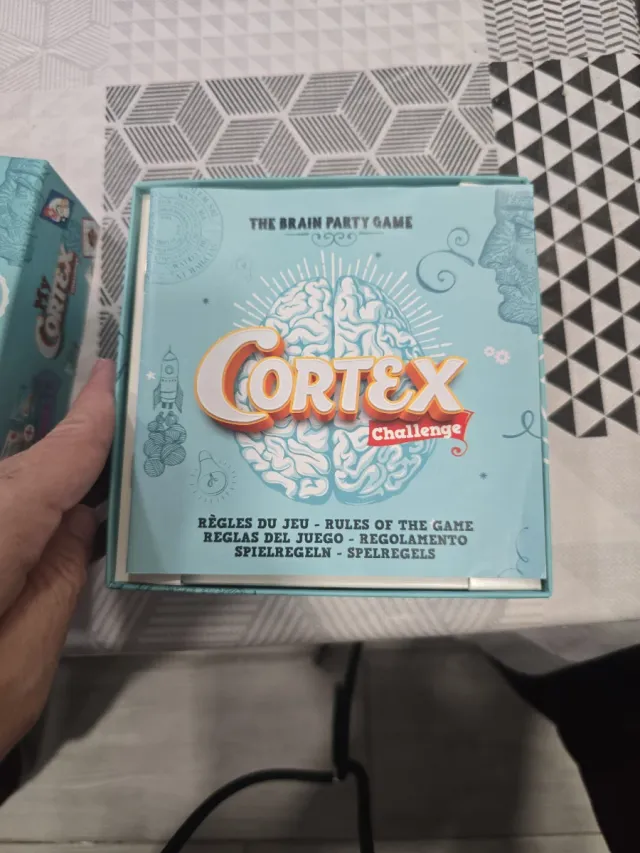 THE BRAIN PARTY GAME
CORTEX
Challenge
RÈGLES DU JEU - RULES OF THE GAME
REGLAS DEL JUEGO - REGOLAMENTO
SPIELREGELN - SPELREGELS
CORTEX